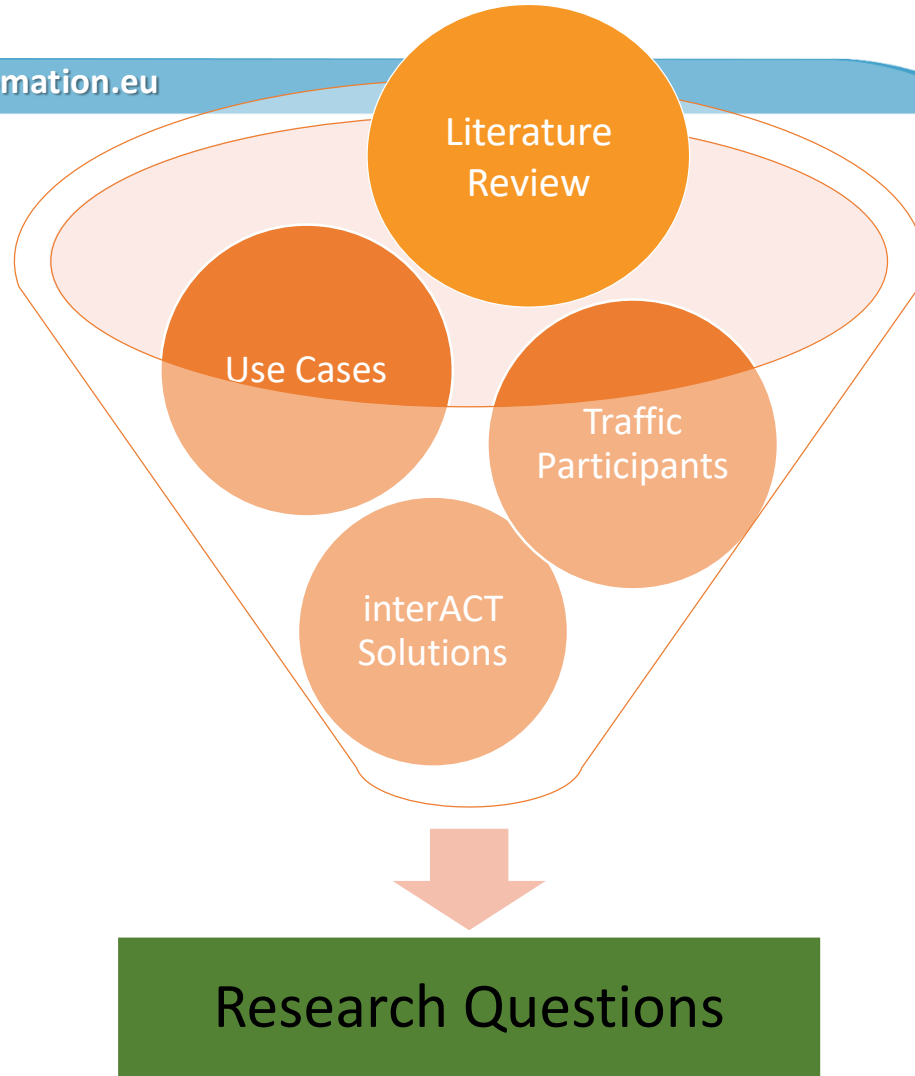 mation.eu
Literature
Review
Use Cases
Traffic
Participants
interACT
Solutions
Research Questions